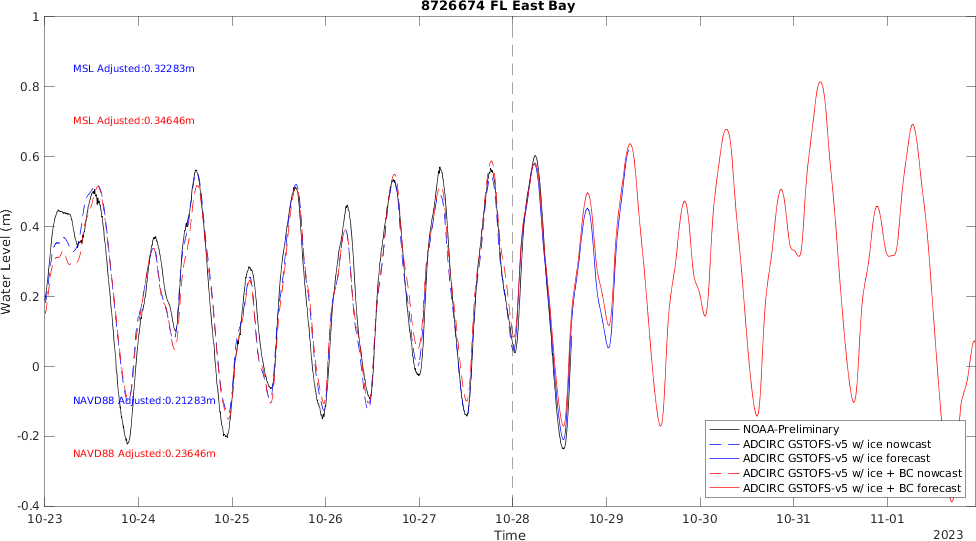 8726674 FL East Bay
1
0.8
0.6
0.4
0.2
0
-0.2
-0.4
Water Level (m)
MSL Adjusted:0.32283m
MSL Adjusted:0.34646m
NAVD88 Adjusted:0.21283m
NAVD88 Adjusted:0.23646m
NOAA-Preliminary
ADCIRC GSTOFS-v5 w/ ice nowcast
ADCIRC GSTOFS-v5 w/ ice forecast
ADCIRC GSTOFS-v5 w/ ice + BC nowcast
ADCIRC GSTOFS-v5 w/ ice + BC forecast
10-23 10-24 10-25 10-26 10-27 10-28 10-29 10-30 10-31 11-01
Time
2023